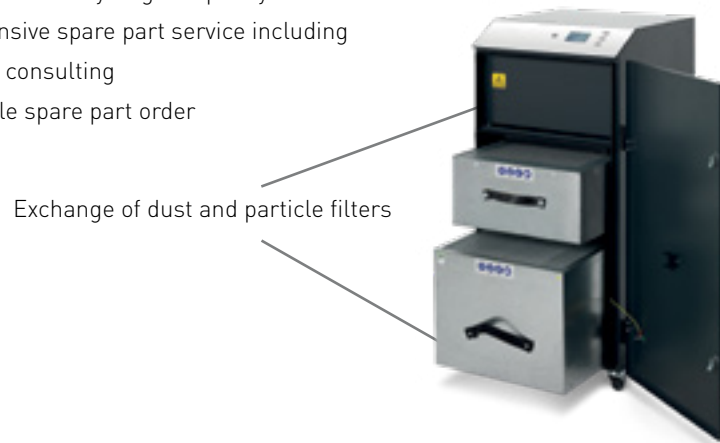 nsive spare part service including
consulting
le spare part order
Exchange of dust and particle filters